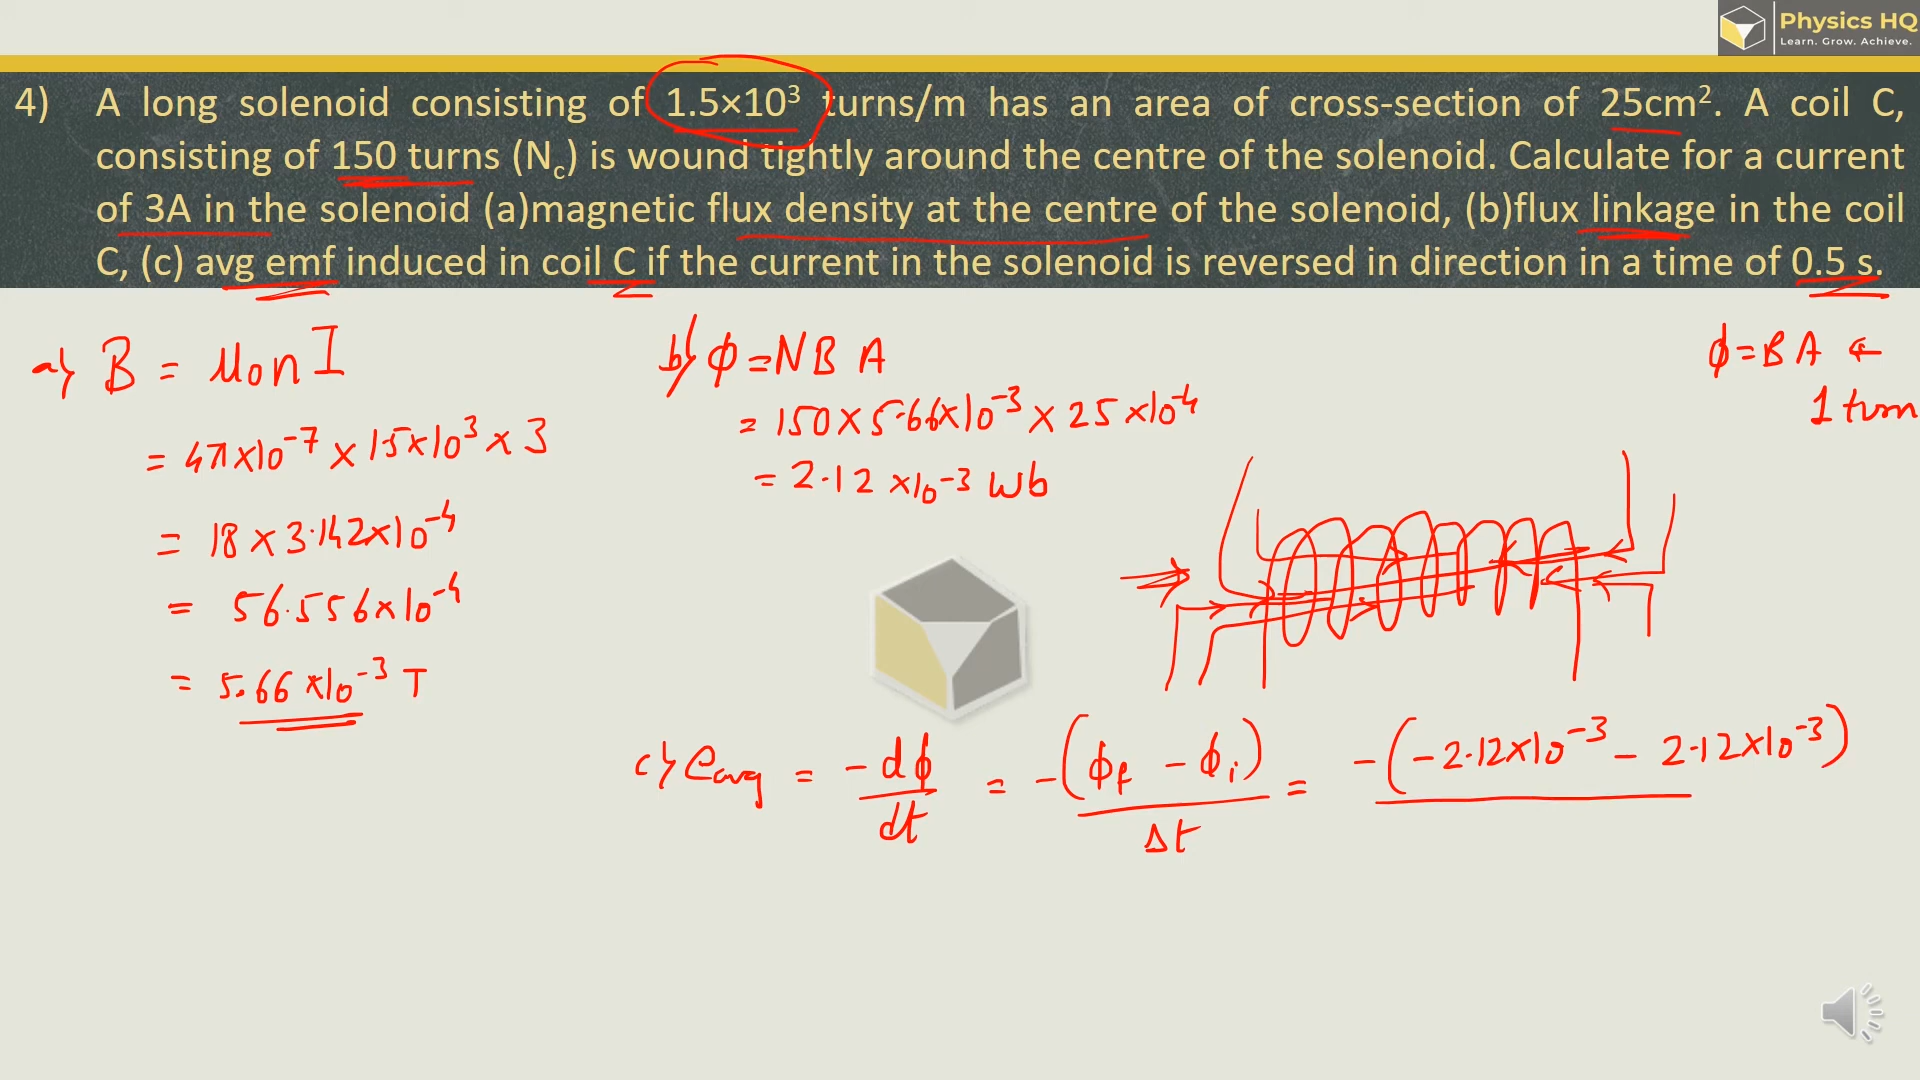 Physics HQ
Learn. Grow. Achieve.
4) A long solenoid consisting of 1.5×10³ turns/m has an area of cross-section of 25cm². A coil C,
consisting of 150 turns (N꜀) is wound tightly around the centre of the solenoid. Calculate for a current
of 3A in the solenoid (a)magnetic flux density at the centre of the solenoid, (b)flux linkage in the coil
C, (c) avg emf induced in coil C if the current in the solenoid is reversed in direction in a time of 0.5 s.
a) B = μ₀nI
= 4π×10⁻⁷ × 1.5×10³ × 3
= 18 × 3.142×10⁻⁴
= 56.556×10⁻⁴
= 5.66 ×10⁻³ T
b) ϕ = NBA
= 150×5.66×10⁻³ × 25×10⁻⁴
= 2.12 ×10⁻³ Wb
ϕ = BA ←
1 turn
c) e avg = -dϕ/dt = -(ϕf - ϕi)/Δt = -(-2.12×10⁻³ - 2.12×10⁻³)